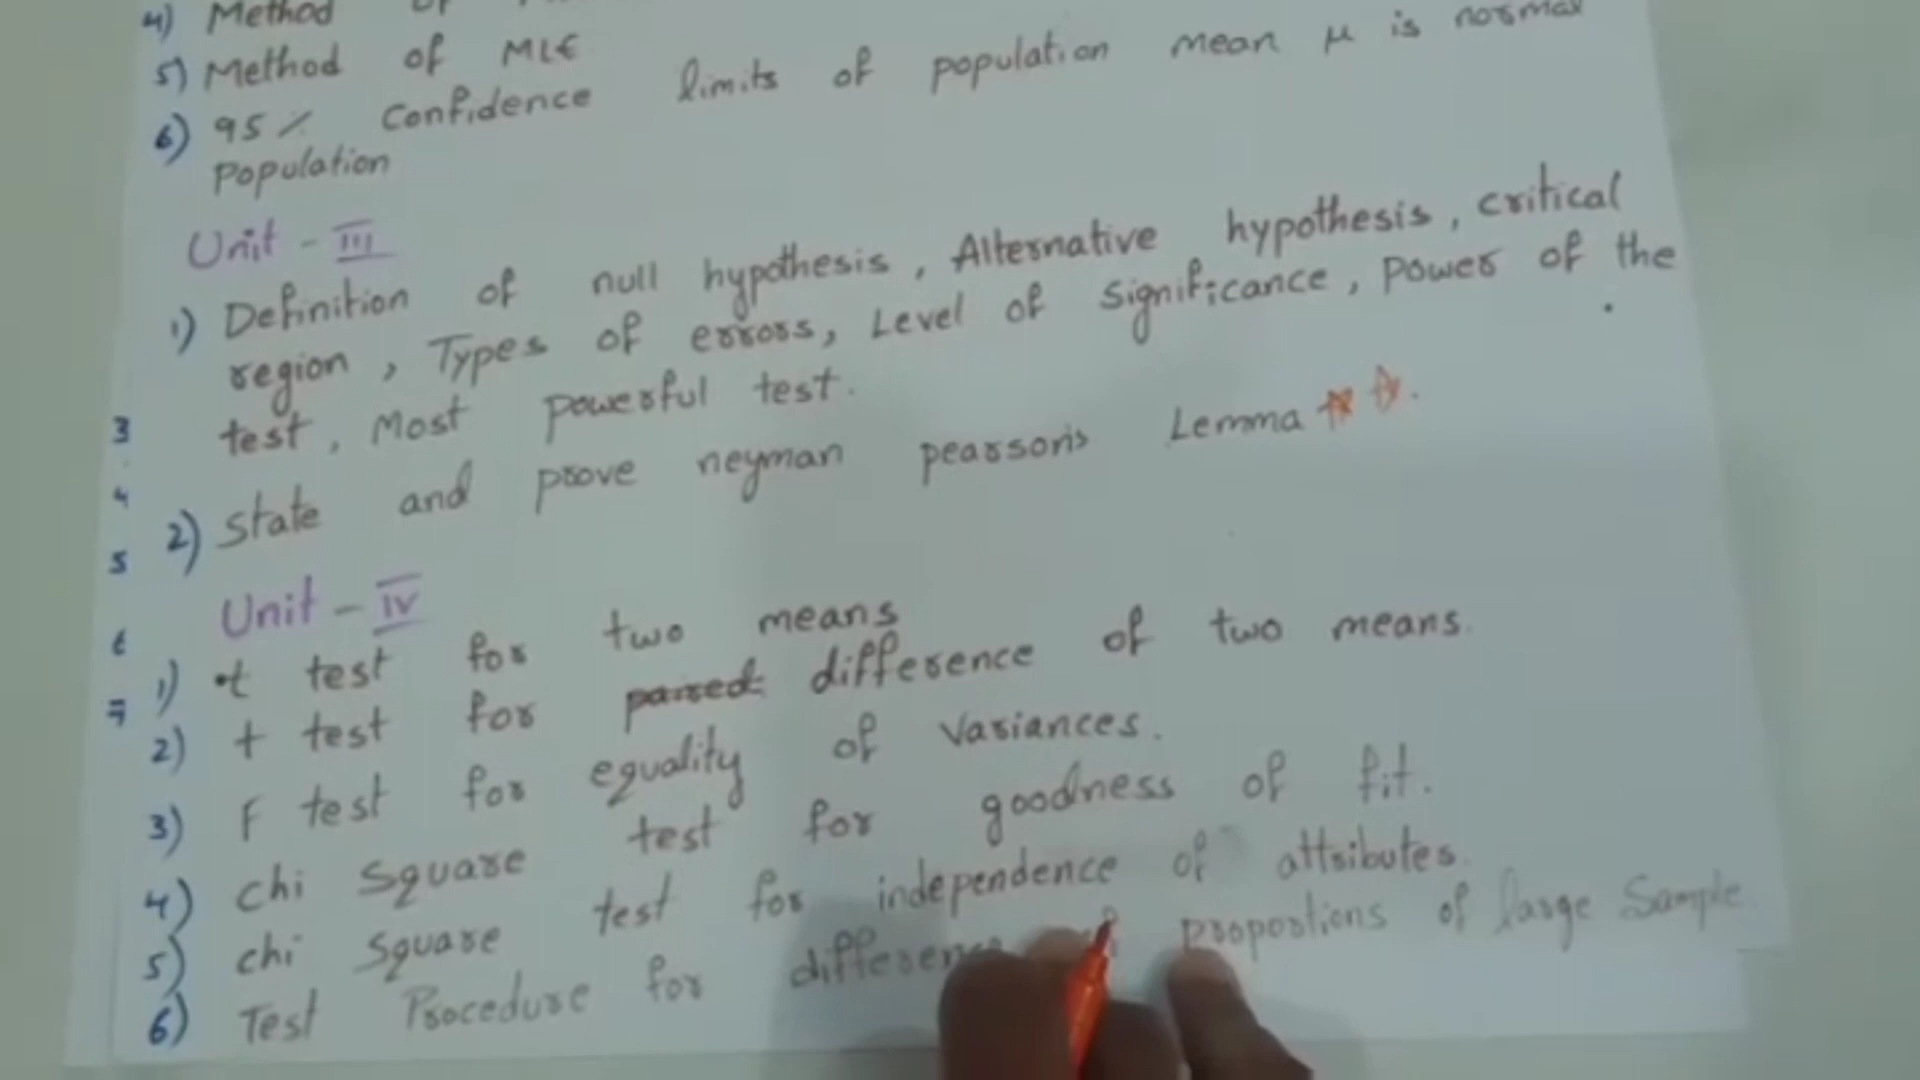 4) Method of
5) Method of MLE
6) 95% Confidence limits of population mean μ is normal
population
Unit - III
1) Definition of null hypothesis, Alternative hypothesis, critical
region, Types of errors, Level of significance, Power of the
test, Most powerful test.
2) State and prove neyman pearson's Lemma
Unit - IV
1) t test for two means
2) t test for paired difference of two means.
3) F test for equality of variances.
4) chi square test for goodness of fit.
5) chi square test for independence of attributes.
6) Test Procedure for proportions of large Sample
3
4
5
6
7